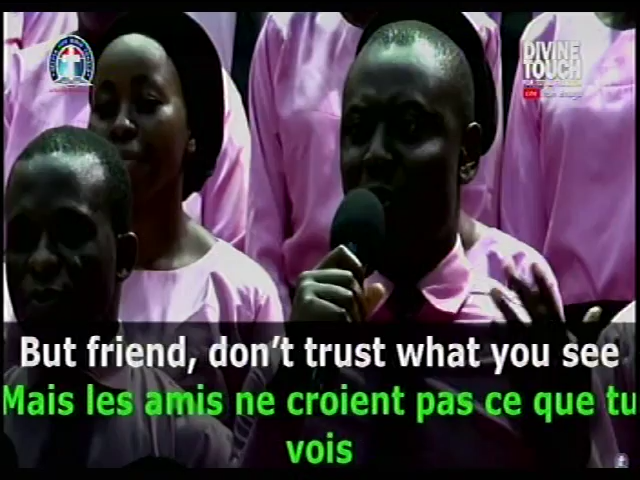 DIVINE
TOUCH
But friend, don't trust what you see
Mais les amis ne croient pas ce que tu
vois